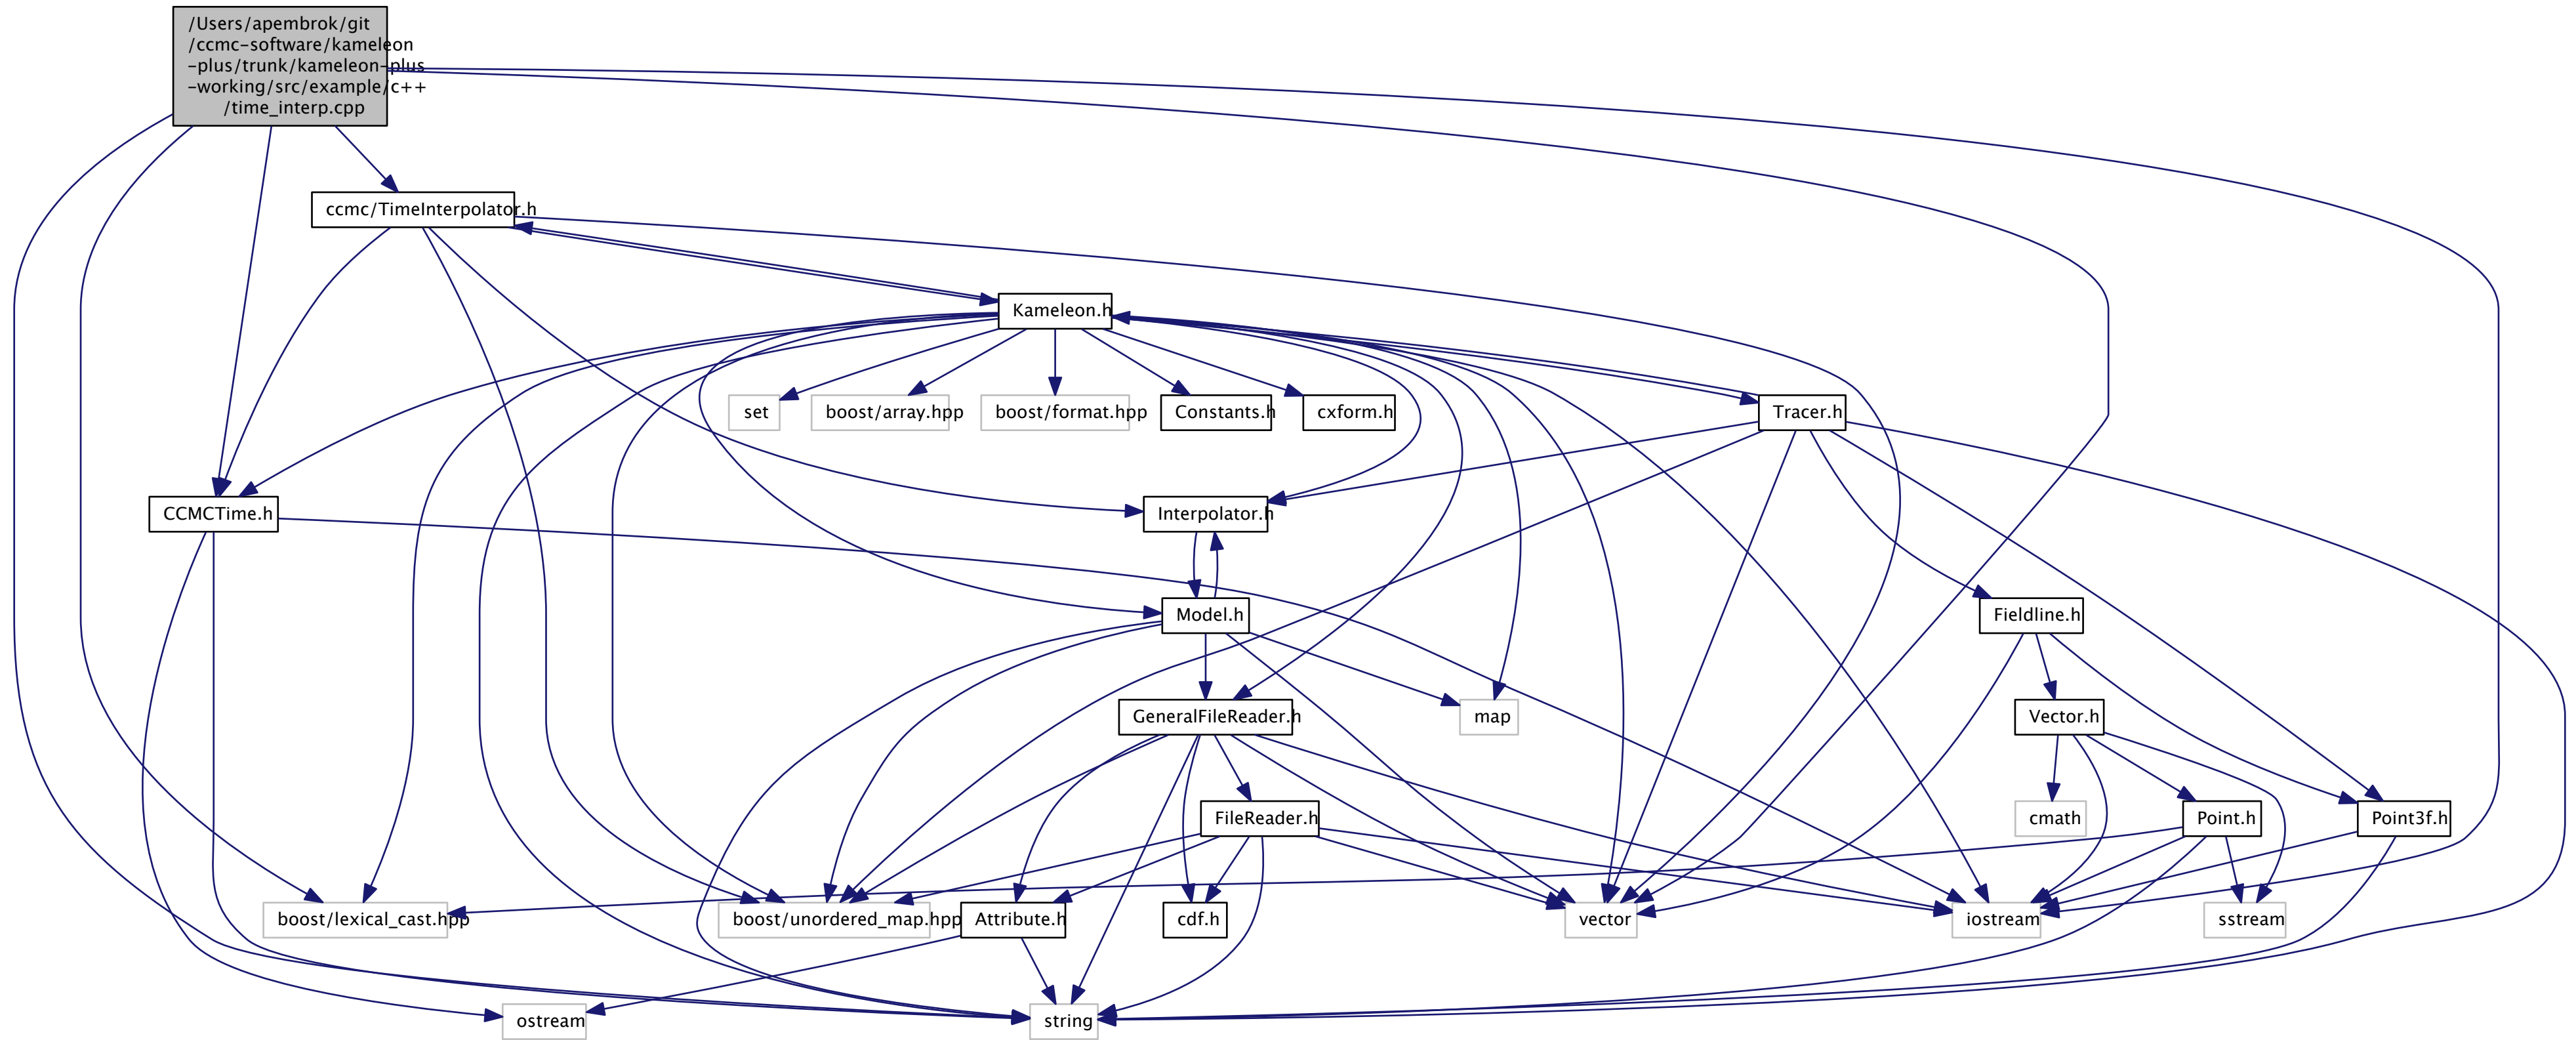 /Users/apembrok/git
/ccmc-software/kameleon
-plus/trunk/kameleon-plus
-working/src/example/c++
/time_interp.cpp
ccmc/TimeInterpolator.h
Kameleon.h
set
boost/array.hpp
boost/format.hpp
Constants.h
cxform.h
Tracer.h
CCMCTime.h
Interpolator.h
Model.h
Fieldline.h
GeneralFileReader.h
map
Vector.h
FileReader.h
cmath
Point.h
Point3f.h
boost/lexical_cast.hpp
boost/unordered_map.hpp
Attribute.h
cdf.h
vector
iostream
sstream
ostream
string